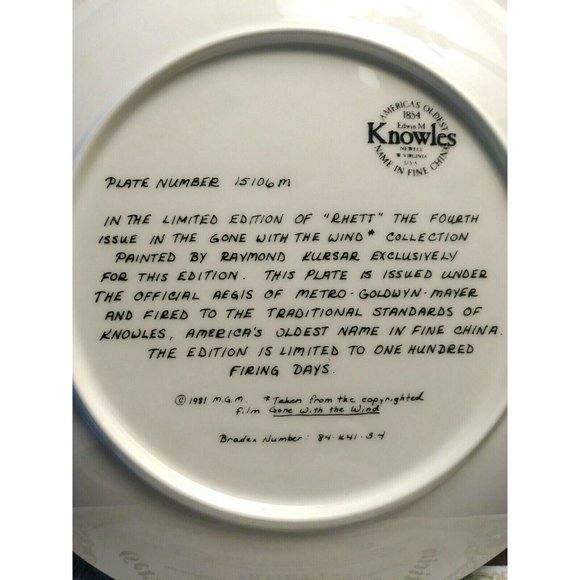 AMERICA'S OLDEST
1854
Edwin M.
Knowles
NEWELL
W. VIRGINIA
U.S.A.
NAME IN FINE CHINA
PLATE NUMBER 15106M
IN THE LIMITED EDITION OF "RHETT" THE FOURTH
ISSUE IN THE GONE WITH THE WIND* COLLECTION
PAINTED BY RAYMOND KURSAR EXCLUSIVELY
FOR THIS EDITION. THIS PLATE IS ISSUED UNDER
THE OFFICIAL AEGIS OF METRO-GOLDWYN-MAYER
AND FIRED TO THE TRADITIONAL STANDARDS OF
KNOWLES, AMERICA'S OLDEST NAME IN FINE CHINA.
THE EDITION IS LIMITED TO ONE HUNDRED
FIRING DAYS.
© 1981 M.G.M. *Taken from the copyrighted
film Gone With the Wind
Bradex Number: 84-K41-3.4